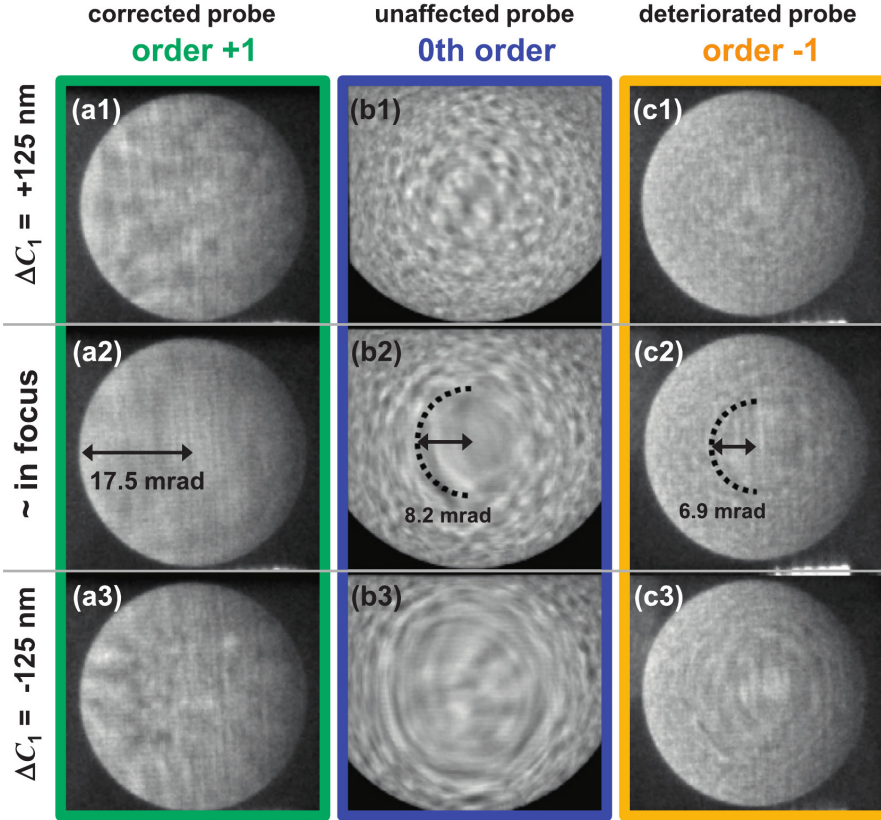 corrected probe
order +1
unaffected probe
0th order
deteriorated probe
order -1
ΔC₁ = +125 nm
(a1)
(b1)
(c1)
~ in focus
(a2)
17.5 mrad
(b2)
8.2 mrad
(c2)
6.9 mrad
ΔC₁ = -125 nm
(a3)
(b3)
(c3)